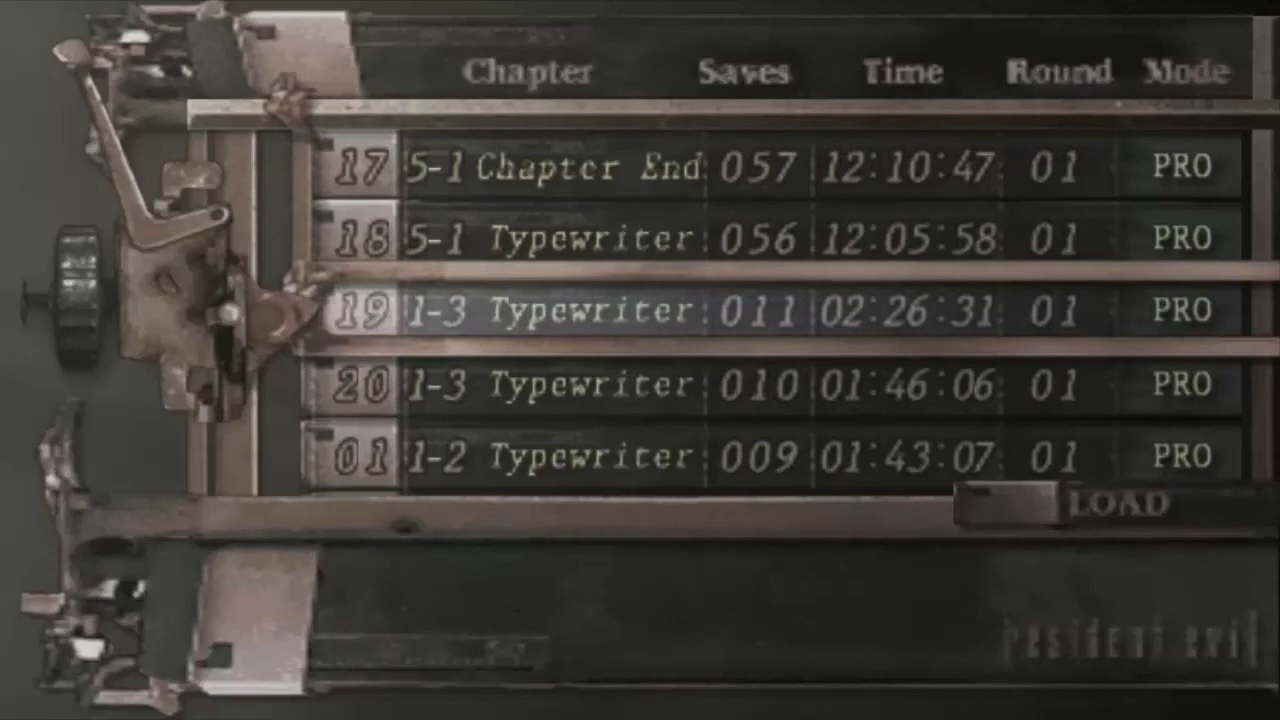 Chapter Saves Time Round Mode
17 5-1 Chapter End 057 12:10:47 01 PRO
18 5-1 Typewriter 056 12:05:58 01 PRO
19 1-3 Typewriter 011 02:26:31 01 PRO
20 1-3 Typewriter 010 01:46:06 01 PRO
01 1-2 Typewriter 009 01:43:07 01 PRO
LOAD
resident evil